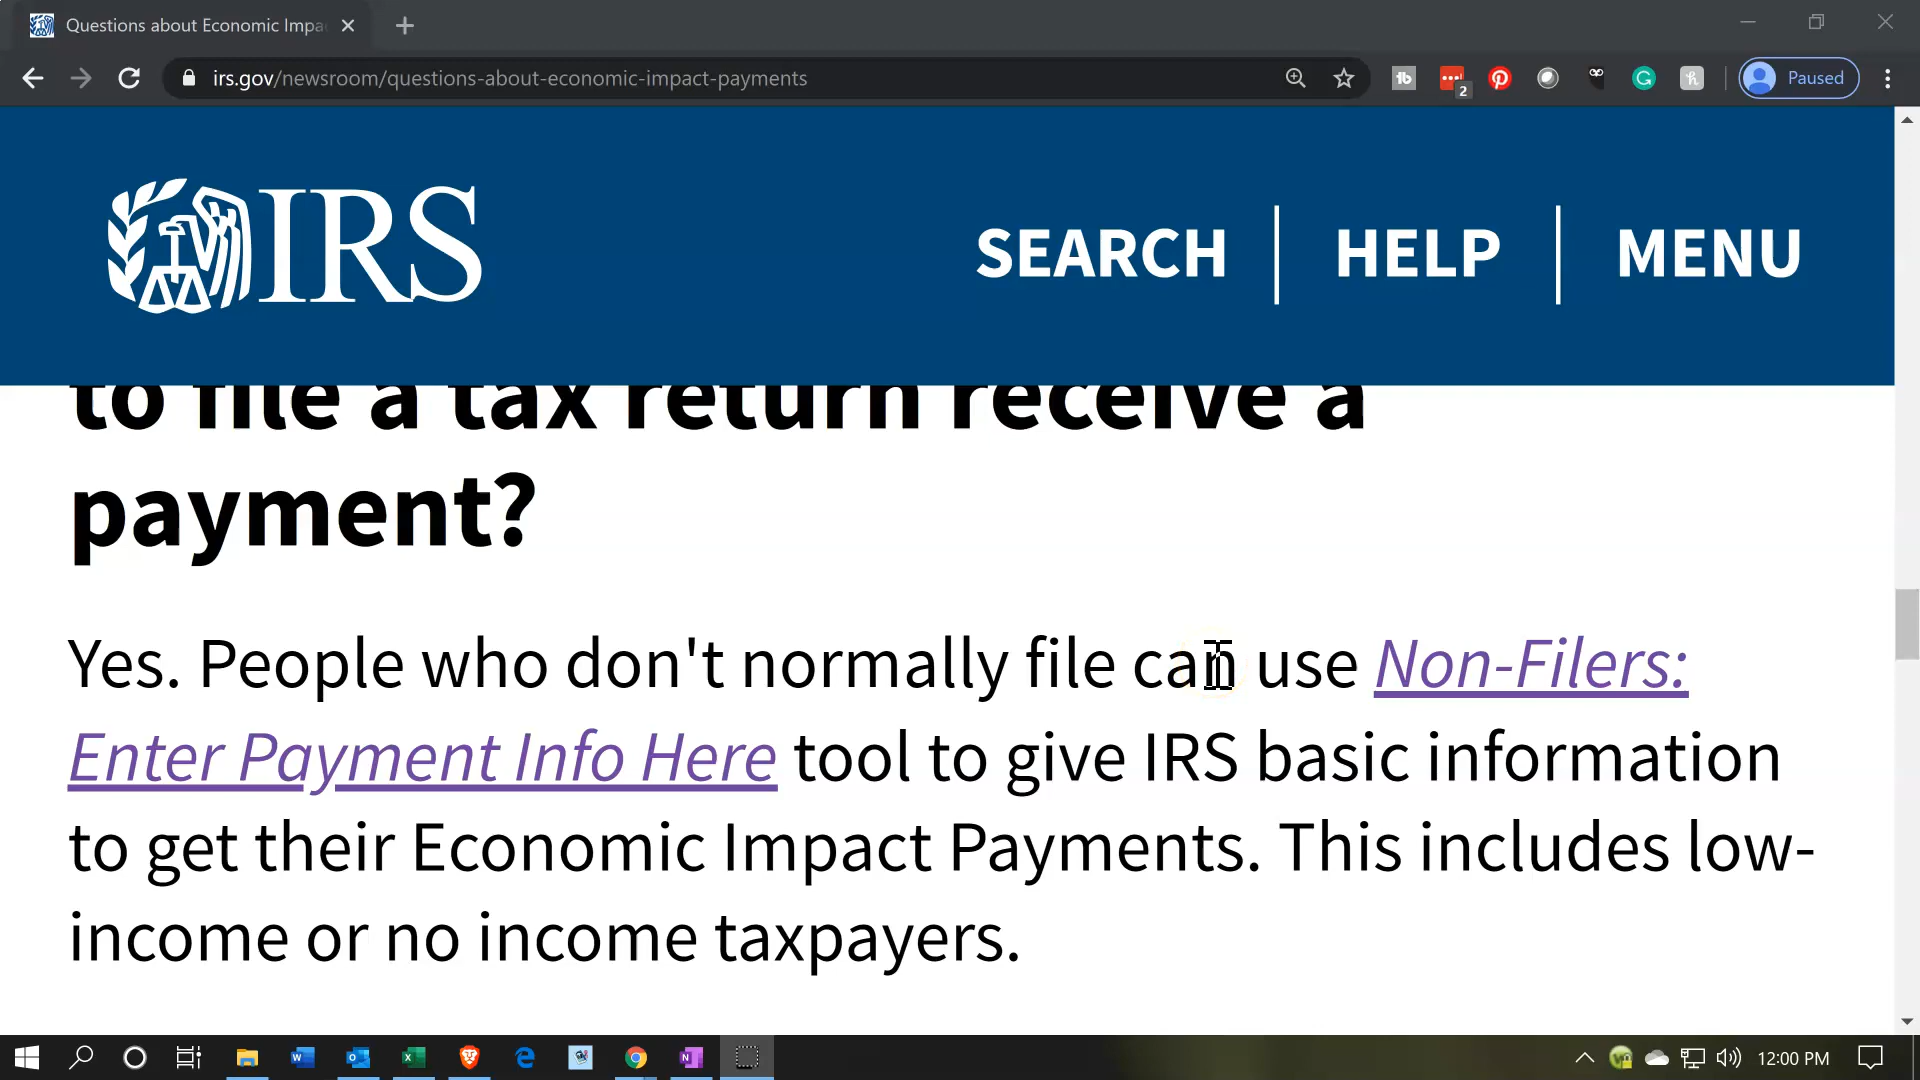 Questions about Economic Impa
irs.gov/newsroom/questions-about-economic-impact-payments
2
Paused
IRS
SEARCH
HELP
MENU
to file a tax return receive a
payment?
Yes. People who don't normally file can use Non-Filers:
Enter Payment Info Here tool to give IRS basic information
to get their Economic Impact Payments. This includes low-
income or no income taxpayers.
12:00 PM